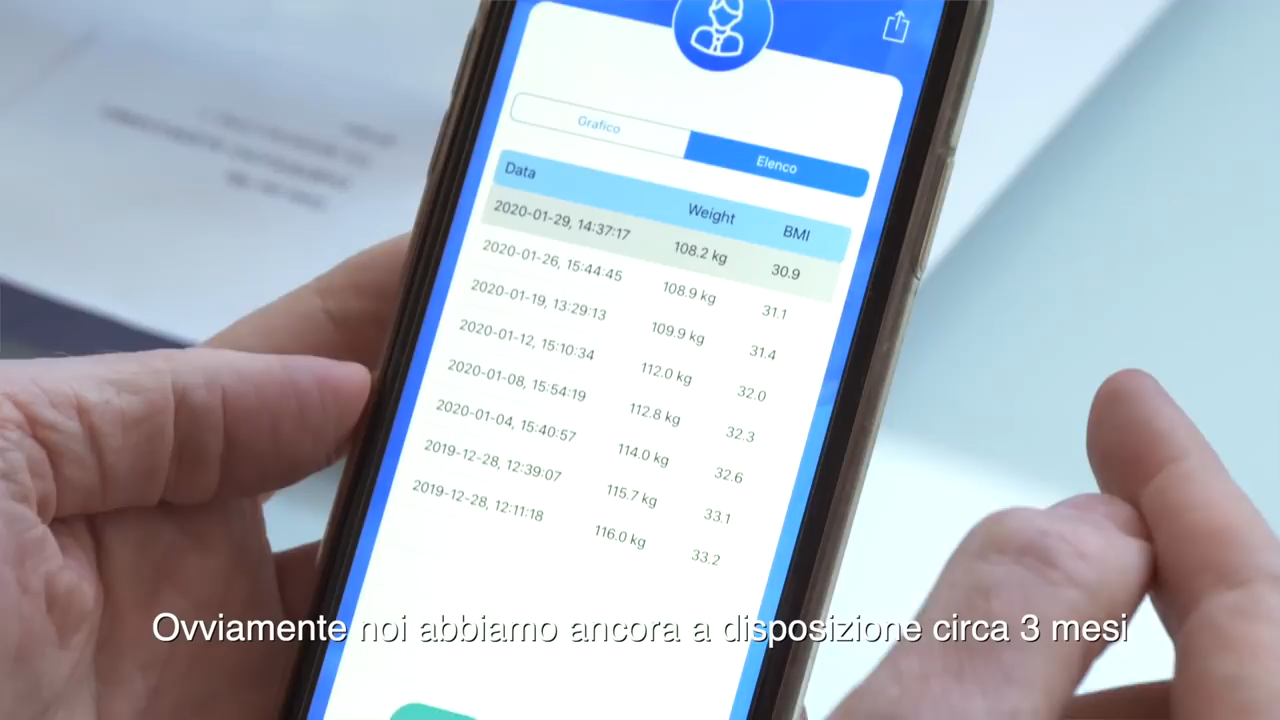 Grafico Elenco
Data Weight BMI
2020-01-29, 14:37:17 108.2 kg 30.9
2020-01-26, 15:44:45 108.9 kg 31.1
2020-01-19, 13:29:13 109.9 kg 31.4
2020-01-12, 15:10:34 112.0 kg 32.0
2020-01-08, 15:54:19 112.8 kg 32.3
2020-01-04, 15:40:57 114.0 kg 32.6
2019-12-28, 12:39:07 115.7 kg 33.1
2019-12-28, 12:11:18 116.0 kg 33.2
Ovviamente noi abbiamo ancora a disposizione circa 3 mesi